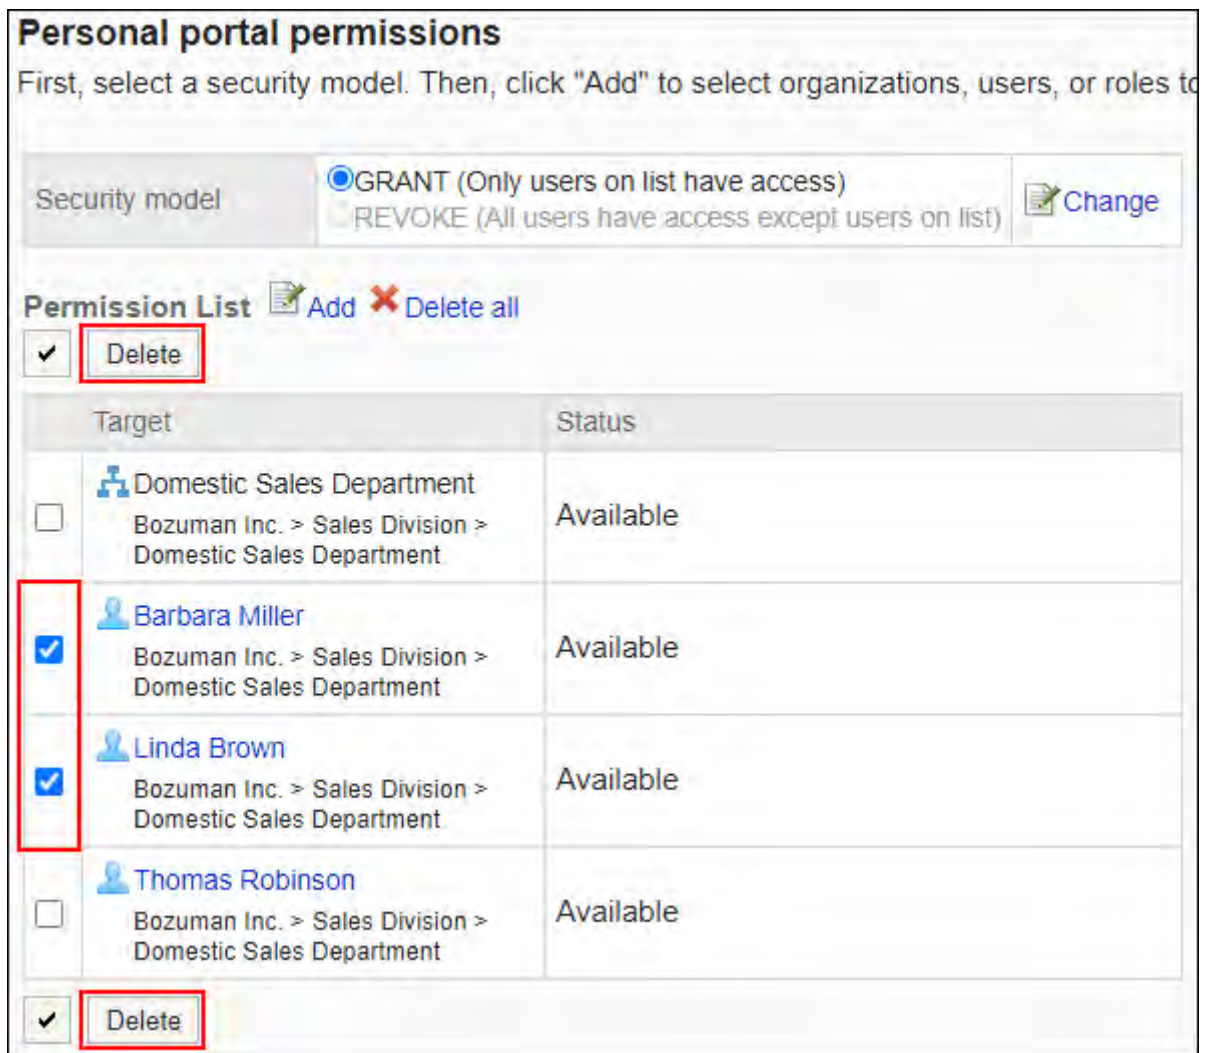 Personal portal permissions
First, select a security model. Then, click "Add" to select organizations, users, or roles to
Security model
GRANT (Only users on list have access)
REVOKE (All users have access except users on list)
Change
Permission List Add Delete all
Delete
Target Status
Domestic Sales Department
Bozuman Inc. > Sales Division >
Domestic Sales Department
Available
Barbara Miller
Bozuman Inc. > Sales Division >
Domestic Sales Department
Available
Linda Brown
Bozuman Inc. > Sales Division >
Domestic Sales Department
Available
Thomas Robinson
Bozuman Inc. > Sales Division >
Domestic Sales Department
Available
Delete